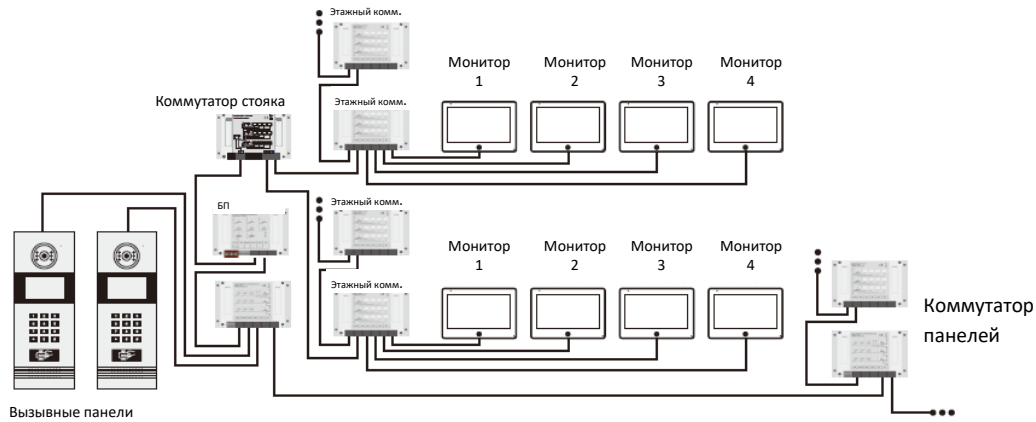 Этажный комм.
Монитор
1
Монитор
2
Монитор
3
Монитор
4
Коммутатор стояка
Этажный комм.
БП
Этажный комм.
Монитор
1
Монитор
2
Монитор
3
Монитор
4
Этажный комм.
Коммутатор
панелей
Вызывные панели